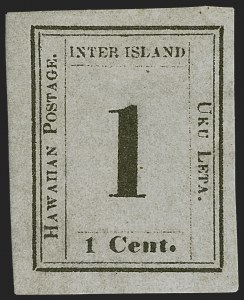 INTER ISLAND
HAWAIIAN POSTAGE.
1
UKU LETA.
1 Cent.